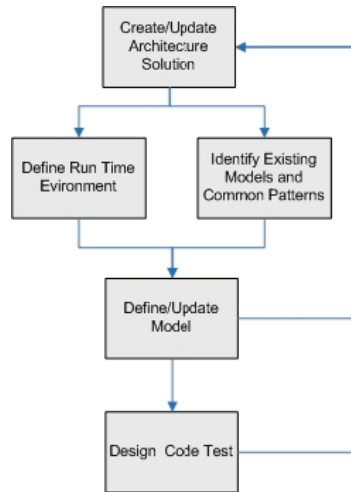 Create/Update
Architecture
Solution
Define Run Time
Evironment
Identify Existing
Models and
Common Patterns
Define/Update
Model
Design Code Test